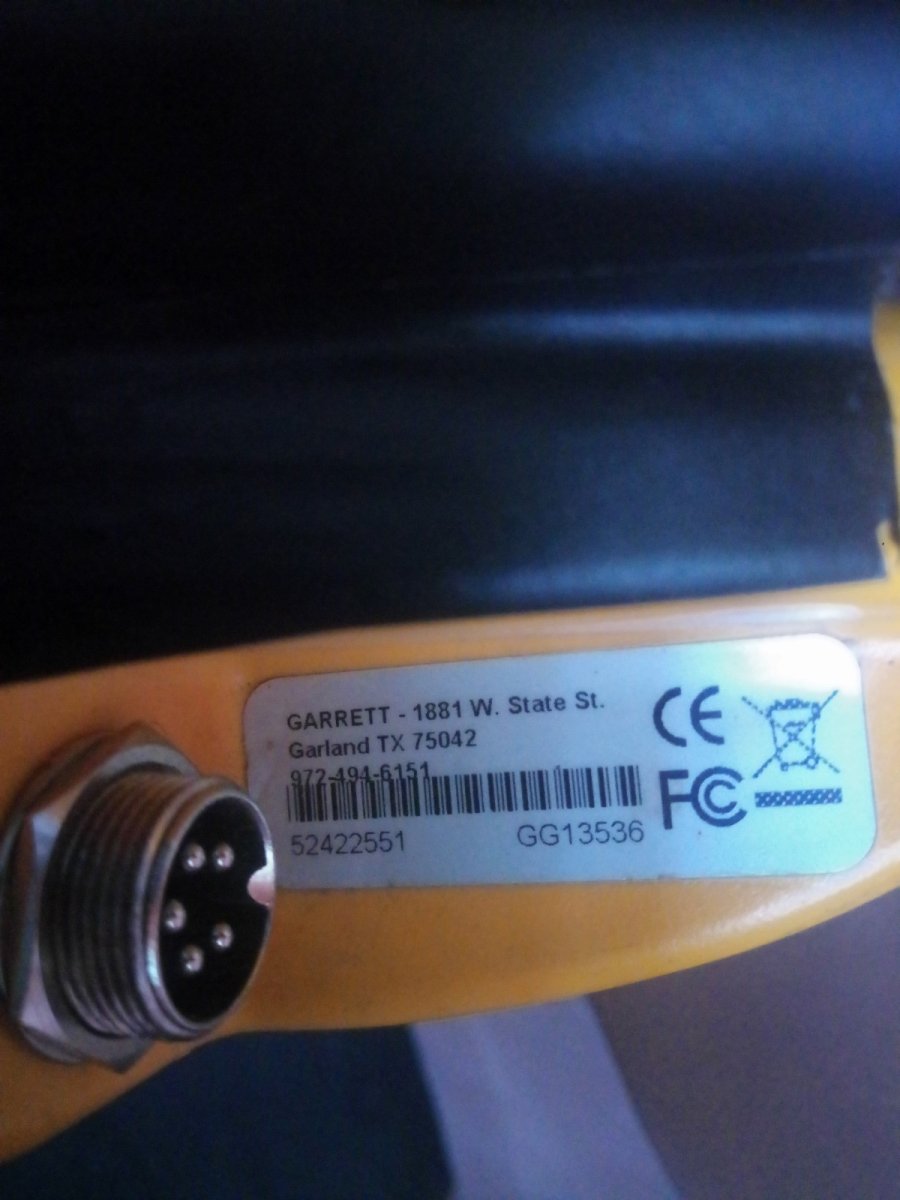 GARRETT - 1881 W. State St.
Garland TX 75042
972-494-6151
52422551 GG13536
CE
FC